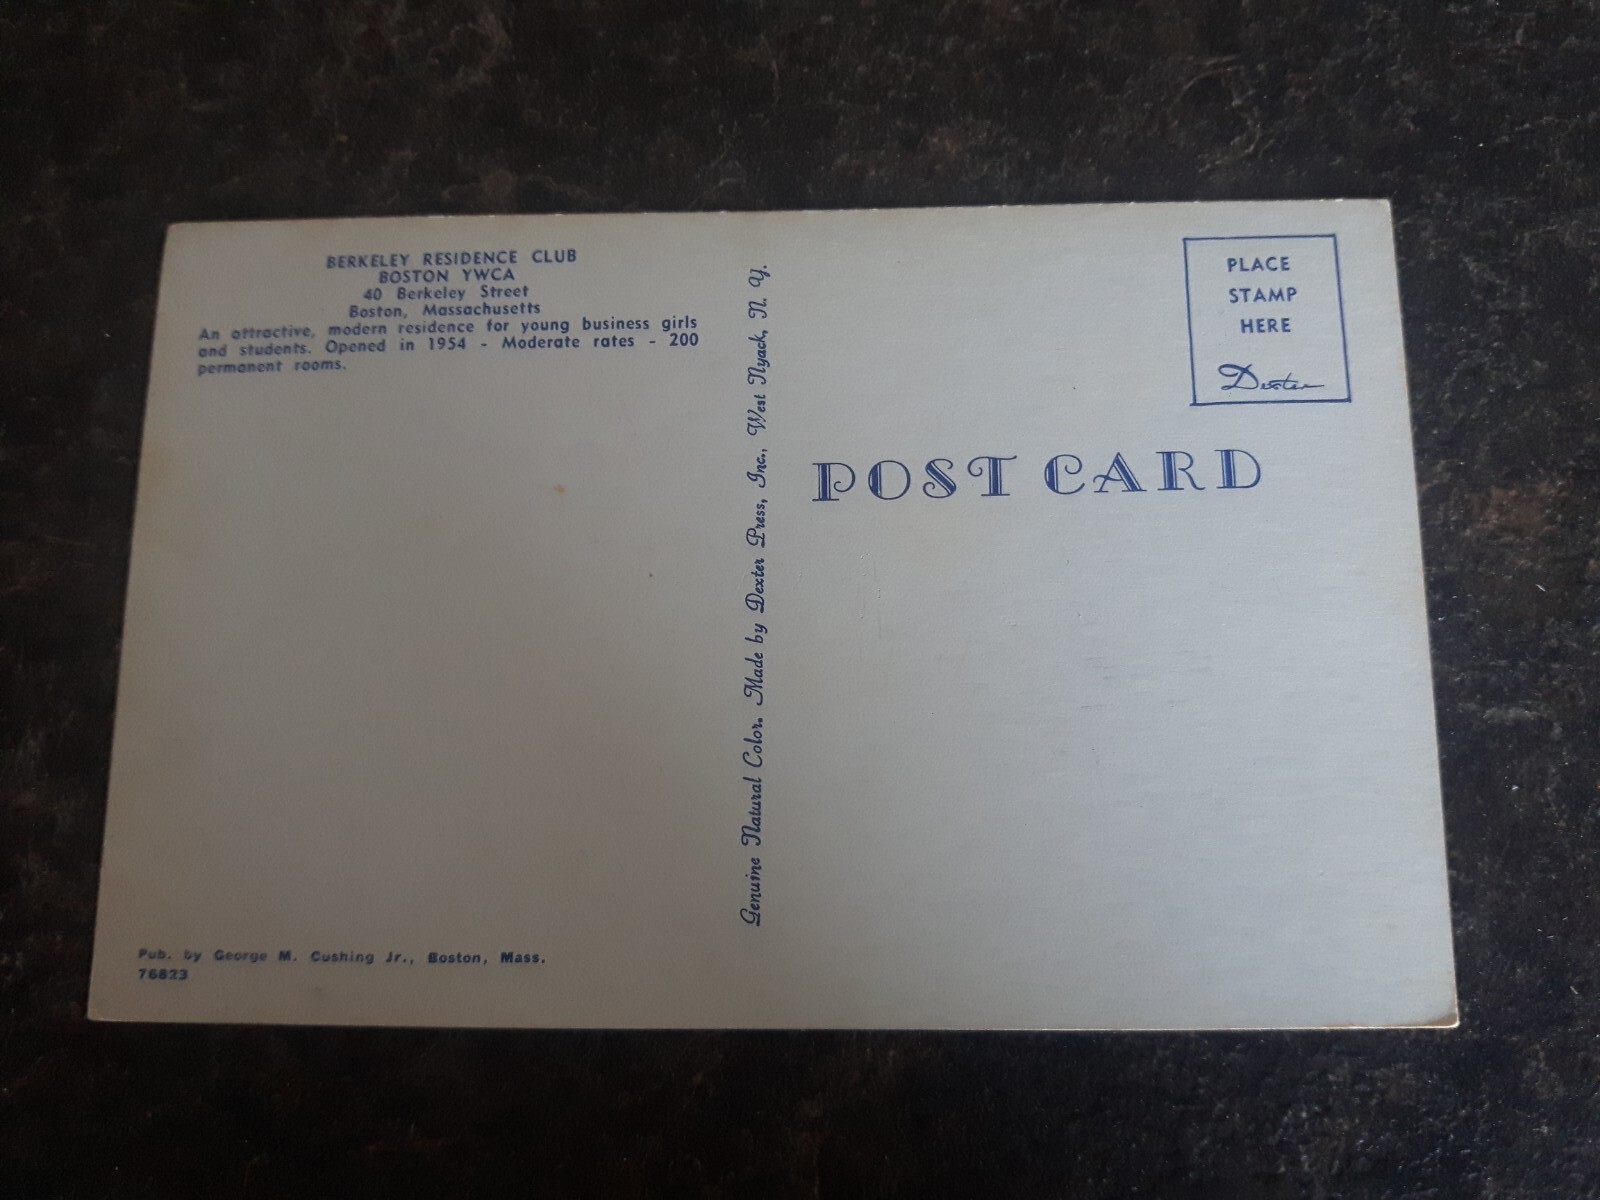 BERKELEY RESIDENCE CLUB
BOSTON YWCA
40 Berkeley Street
Boston, Massachusetts
An attractive, modern residence for young business girls
and students. Opened in 1954 - Moderate rates - 200
permanent rooms.
Pub. by George M. Cushing Jr., Boston, Mass.
76823
Genuine Natural Color. Made by Dexter Press, Inc., West Nyack, N. Y.
PLACE
STAMP
HERE
Dexter
POST CARD